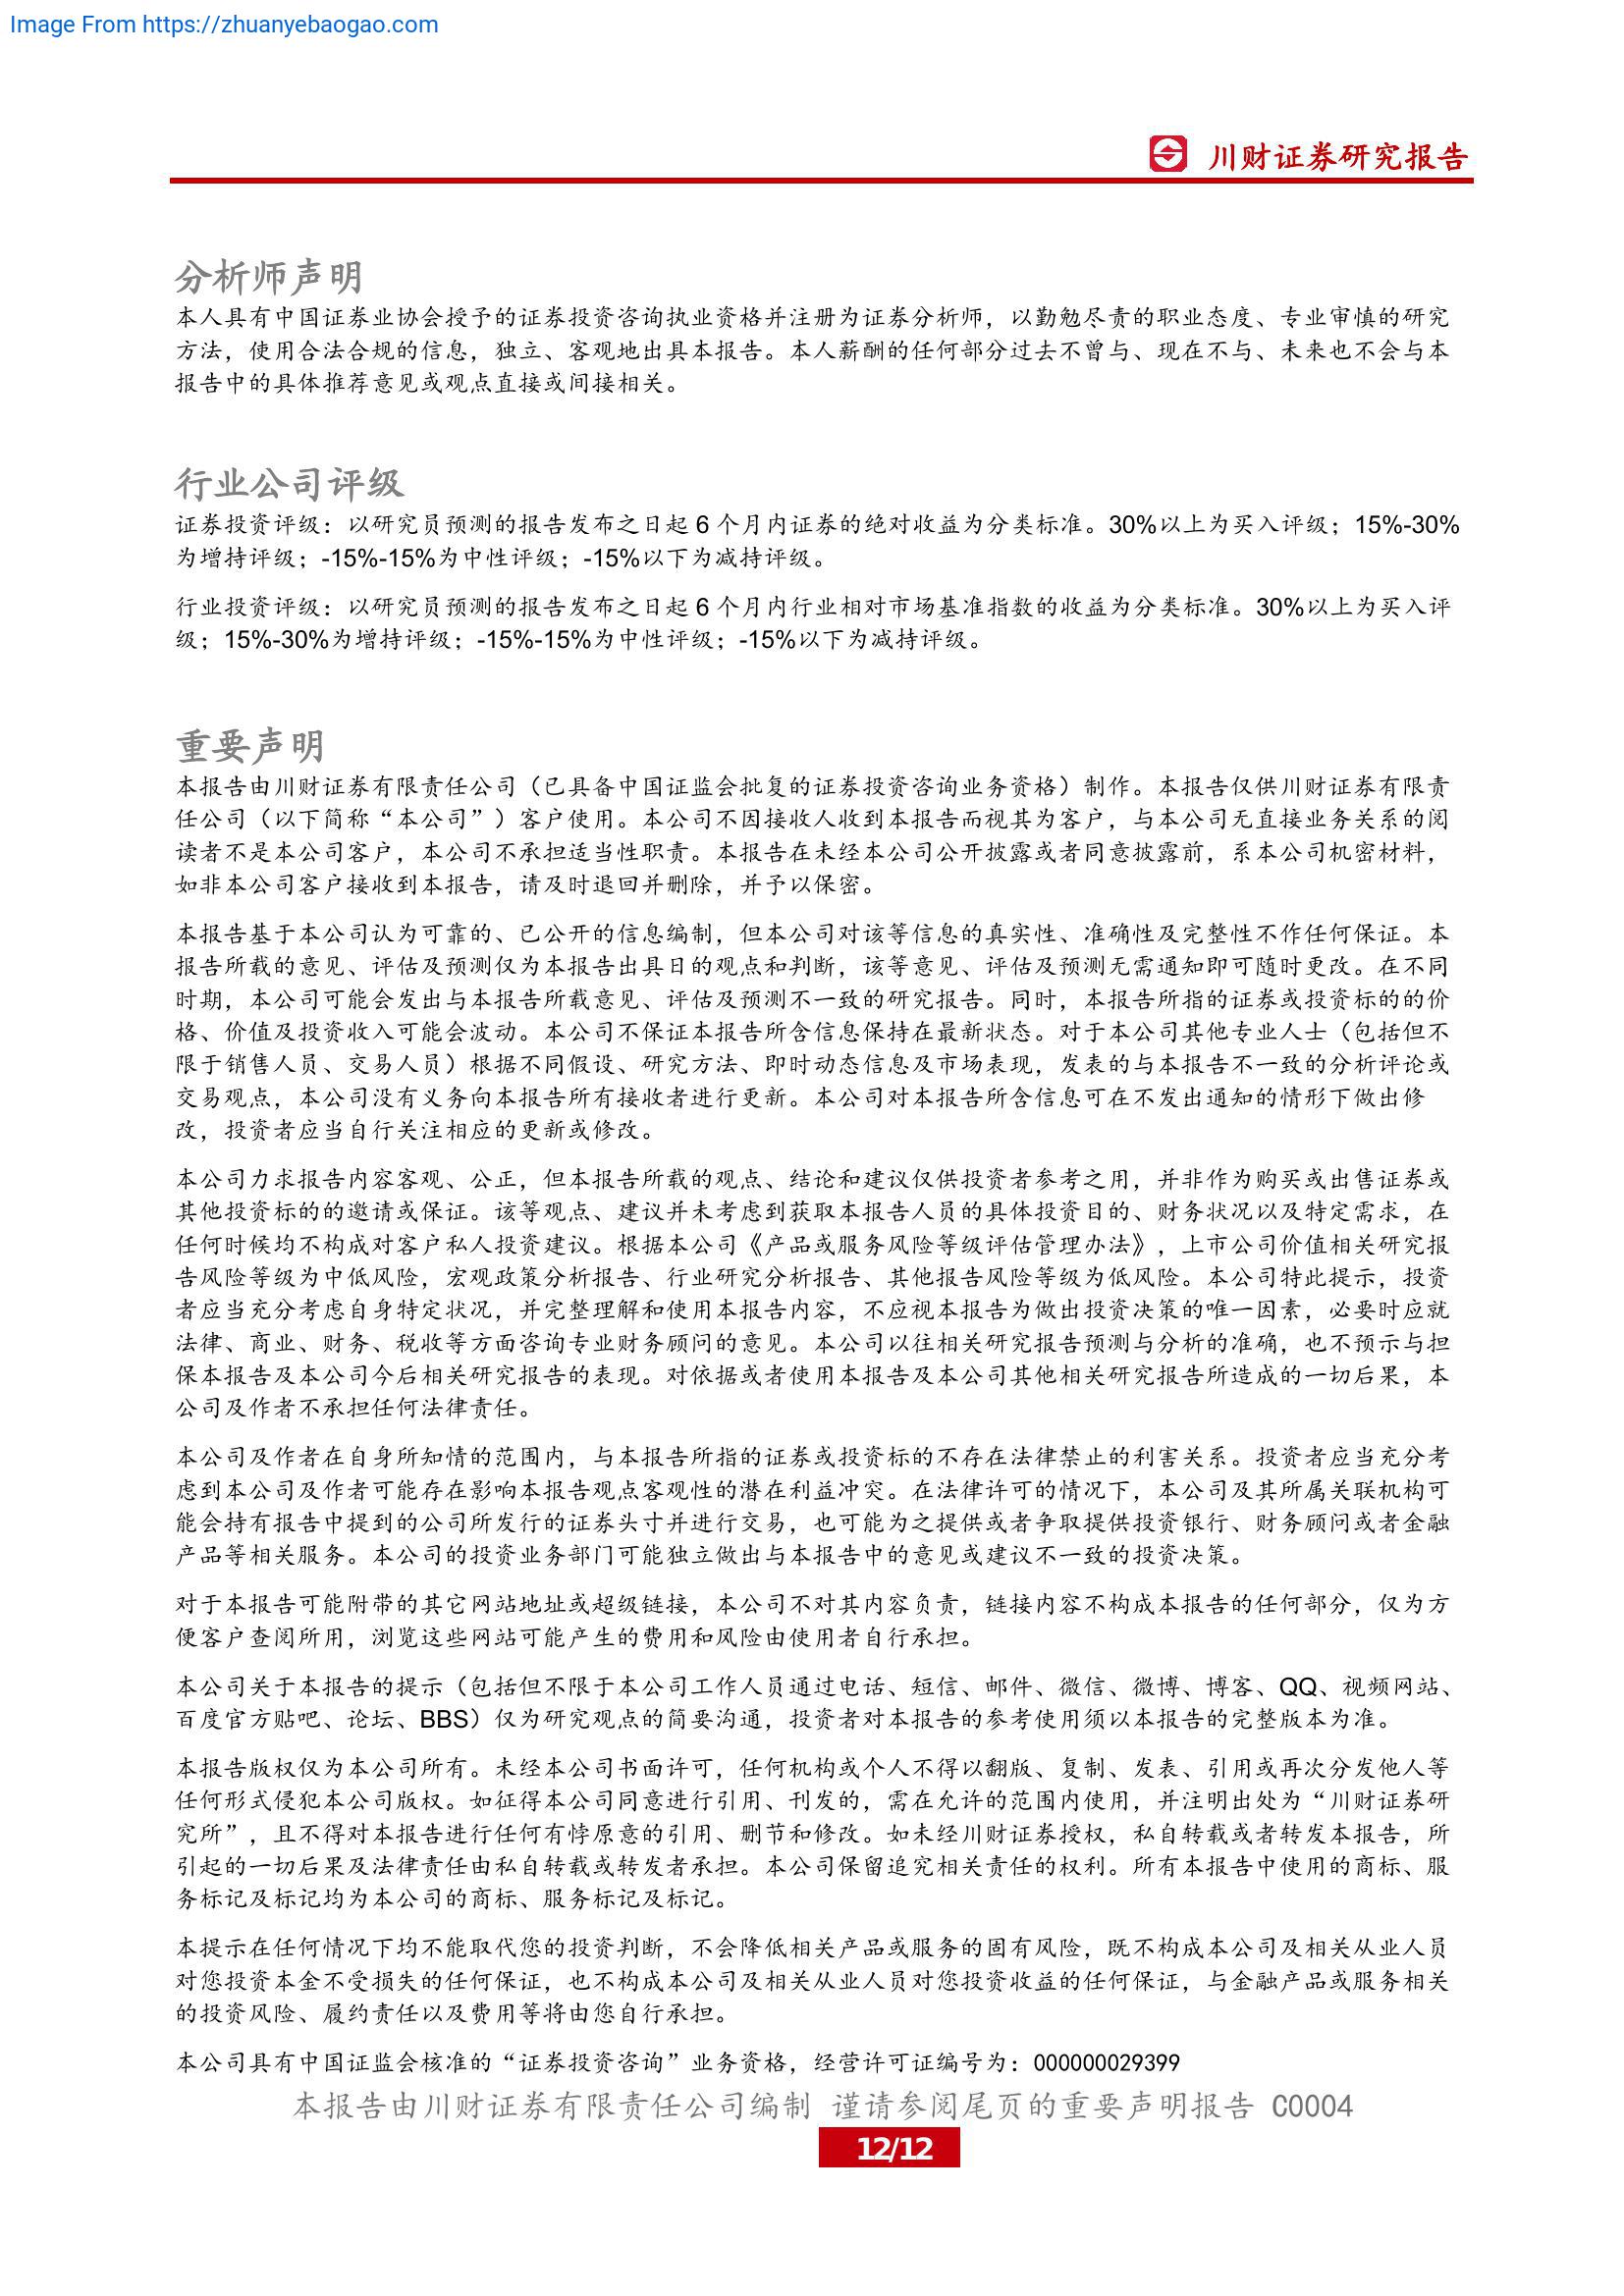 Image From https://zhuanyebaogao.com
川财证券研究报告
分析师声明
本人具有中国证券业协会授予的证券投资咨询执业资格并注册为证券分析师，以勤勉尽责的职业态度、专业审慎的研究
方法，使用合法合规的信息，独立、客观地出具本报告。本人薪酬的任何部分过去不曾与、现在不与、未来也不会与本
报告中的具体推荐意见或观点直接或间接相关。
行业公司评级
证券投资评级：以研究员预测的报告发布之日起 6 个月内证券的绝对收益为分类标准。30%以上为买入评级；15%-30%
为增持评级；-15%-15%为中性评级；-15%以下为减持评级。
行业投资评级：以研究员预测的报告发布之日起 6 个月内行业相对市场基准指数的收益为分类标准。30%以上为买入评
级；15%-30%为增持评级；-15%-15%为中性评级；-15%以下为减持评级。
重要声明
本报告由川财证券有限责任公司（已具备中国证监会批复的证券投资咨询业务资格）制作。本报告仅供川财证券有限责
任公司（以下简称“本公司”）客户使用。本公司不因接收人收到本报告而视其为客户，与本公司无直接业务关系的阅
读者不是本公司客户，本公司不承担适当性职责。本报告在未经本公司公开披露或者同意披露前，系本公司机密材料，
如非本公司客户接收到本报告，请及时退回并删除，并予以保密。
本报告基于本公司认为可靠的、已公开的信息编制，但本公司对该等信息的真实性、准确性及完整性不作任何保证。本
报告所载的意见、评估及预测仅为本报告出具日的观点和判断，该等意见、评估及预测无需通知即可随时更改。在不同
时期，本公司可能会发出与本报告所载意见、评估及预测不一致的研究报告。同时，本报告所指的证券或投资标的的价
格、价值及投资收入可能会波动。本公司不保证本报告所含信息保持在最新状态。对于本公司其他专业人士（包括但不
限于销售人员、交易人员）根据不同假设、研究方法、即时动态信息及市场表现，发表的与本报告不一致的分析评论或
交易观点，本公司没有义务向本报告所有接收者进行更新。本公司对本报告所含信息可在不发出通知的情形下做出修
改，投资者应当自行关注相应的更新或修改。
本公司力求报告内容客观、公正，但本报告所载的观点、结论和建议仅供投资者参考之用，并非作为购买或出售证券或
其他投资标的的邀请或保证。该等观点、建议并未考虑到获取本报告人员的具体投资目的、财务状况以及特定需求，在
任何时候均不构成对客户私人投资建议。根据本公司《产品或服务风险等级评估管理办法》，上市公司价值相关研究报
告风险等级为中低风险，宏观政策分析报告、行业研究分析报告、其他报告风险等级为低风险。本公司特此提示，投资
者应当充分考虑自身特定状况，并完整理解和使用本报告内容，不应视本报告为做出投资决策的唯一因素，必要时应就
法律、商业、财务、税收等方面咨询专业财务顾问的意见。本公司以往相关研究报告预测与分析的准确，也不预示与担
保本报告及本公司今后相关研究报告的表现。对依据或者使用本报告及本公司其他相关研究报告所造成的一切后果，本
公司及作者不承担任何法律责任。
本公司及作者在自身所知情的范围内，与本报告所指的证券或投资标的不存在法律禁止的利害关系。投资者应当充分考
虑到本公司及作者可能存在影响本报告观点客观性的潜在利益冲突。在法律许可的情况下，本公司及其所属关联机构可
能会持有报告中提到的公司所发行的证券头寸并进行交易，也可能为之提供或者争取提供投资银行、财务顾问或者金融
产品等相关服务。本公司的投资业务部门可能独立做出与本报告中的意见或建议不一致的投资决策。
对于本报告可能附带的其它网站地址或超级链接，本公司不对其内容负责，链接内容不构成本报告的任何部分，仅为方
便客户查阅所用，浏览这些网站可能产生的费用和风险由使用者自行承担。
本公司关于本报告的提示（包括但不限于本公司工作人员通过电话、短信、邮件、微信、微博、博客、QQ、视频网站、
百度官方贴吧、论坛、BBS）仅为研究观点的简要沟通，投资者对本报告的参考使用须以本报告的完整版本为准。
本报告版权仅为本公司所有。未经本公司书面许可，任何机构或个人不得以翻版、复制、发表、引用或再次分发他人等
任何形式侵犯本公司版权。如征得本公司同意进行引用、刊发的，需在允许的范围内使用，并注明出处为“川财证券研
究所”，且不得对本报告进行任何有悖原意的引用、删节和修改。如未经川财证券授权，私自转载或者转发本报告，所
引起的一切后果及法律责任由私自转载或转发者承担。本公司保留追究相关责任的权利。所有本报告中使用的商标、服
务标记及标记均为本公司的商标、服务标记及标记。
本提示在任何情况下均不能取代您的投资判断，不会降低相关产品或服务的固有风险，既不构成本公司及相关从业人员
对您投资本金不受损失的任何保证，也不构成本公司及相关从业人员对您投资收益的任何保证，与金融产品或服务相关
的投资风险、履约责任以及费用等将由您自行承担。
本公司具有中国证监会核准的“证券投资咨询”业务资格，经营许可证编号为：000000029399
本报告由川财证券有限责任公司编制 谨请参阅尾页的重要声明报告 C0004
12/12